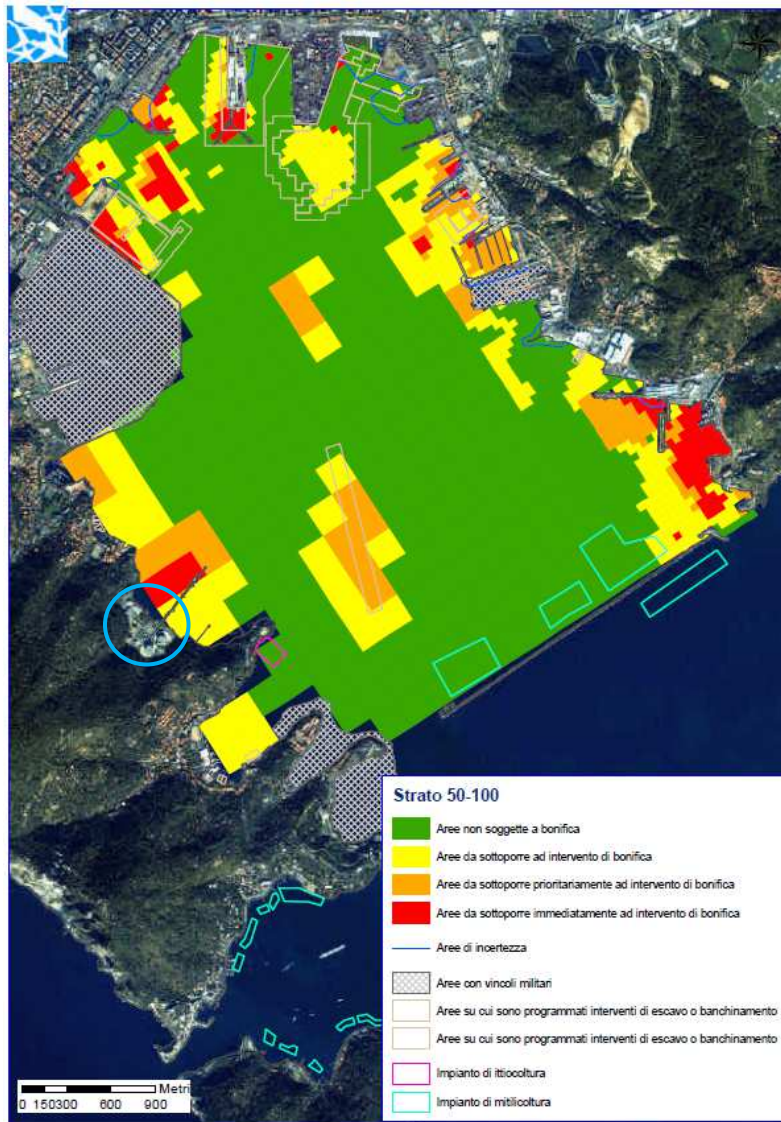 Strato 50-100
Aree non soggette a bonifica
Aree da sottoporre ad intervento di bonifica
Aree da sottoporre prioritariamente ad intervento di bonifica
Aree da sottoporre immediatamente ad intervento di bonifica
Aree di incertezza
Aree con vincoli militari
Aree su cui sono programmati interventi di escavo o banchinamento
Aree su cui sono programmati interventi di escavo o banchinamento
Impianto di ittiocoltura
Impianto di mitilicoltura
Metri
0 150300 600 900